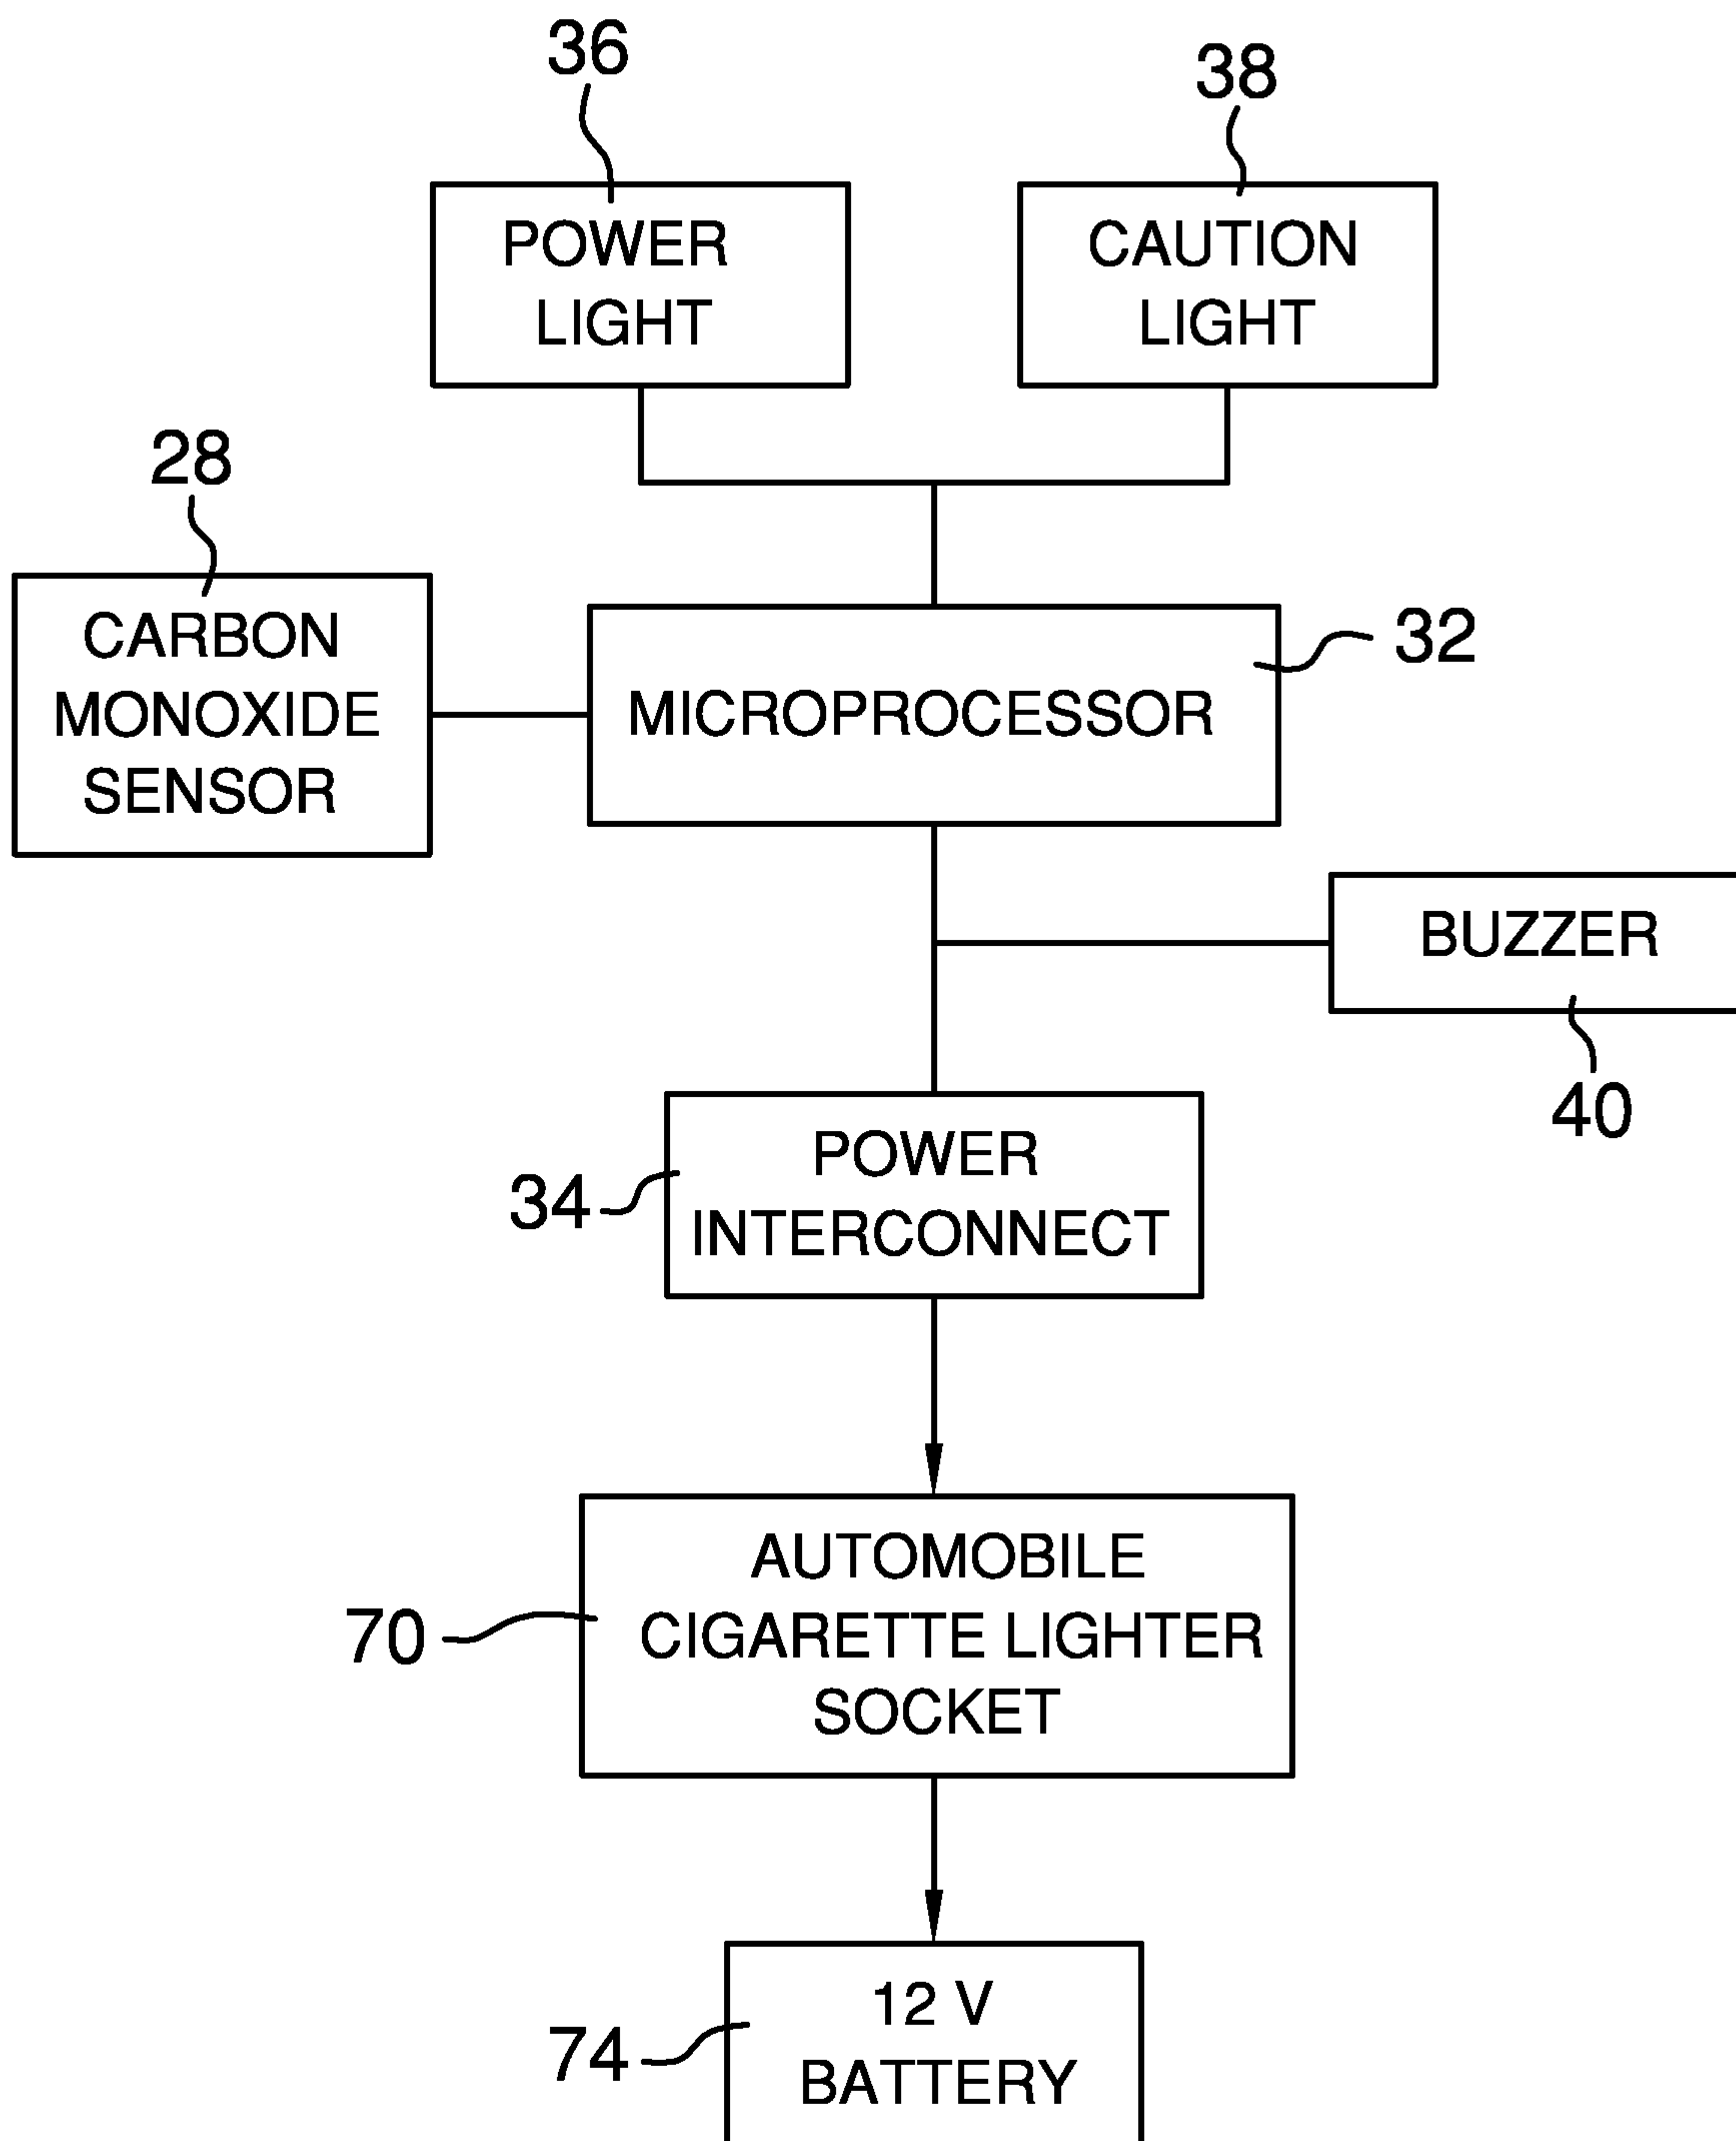 36
38
POWER
LIGHT
CAUTION
LIGHT
28
CARBON
MONOXIDE
SENSOR
32
MICROPROCESSOR
BUZZER
40
34
POWER
INTERCONNECT
70
AUTOMOBILE
CIGARETTE LIGHTER
SOCKET
74
12 V
BATTERY